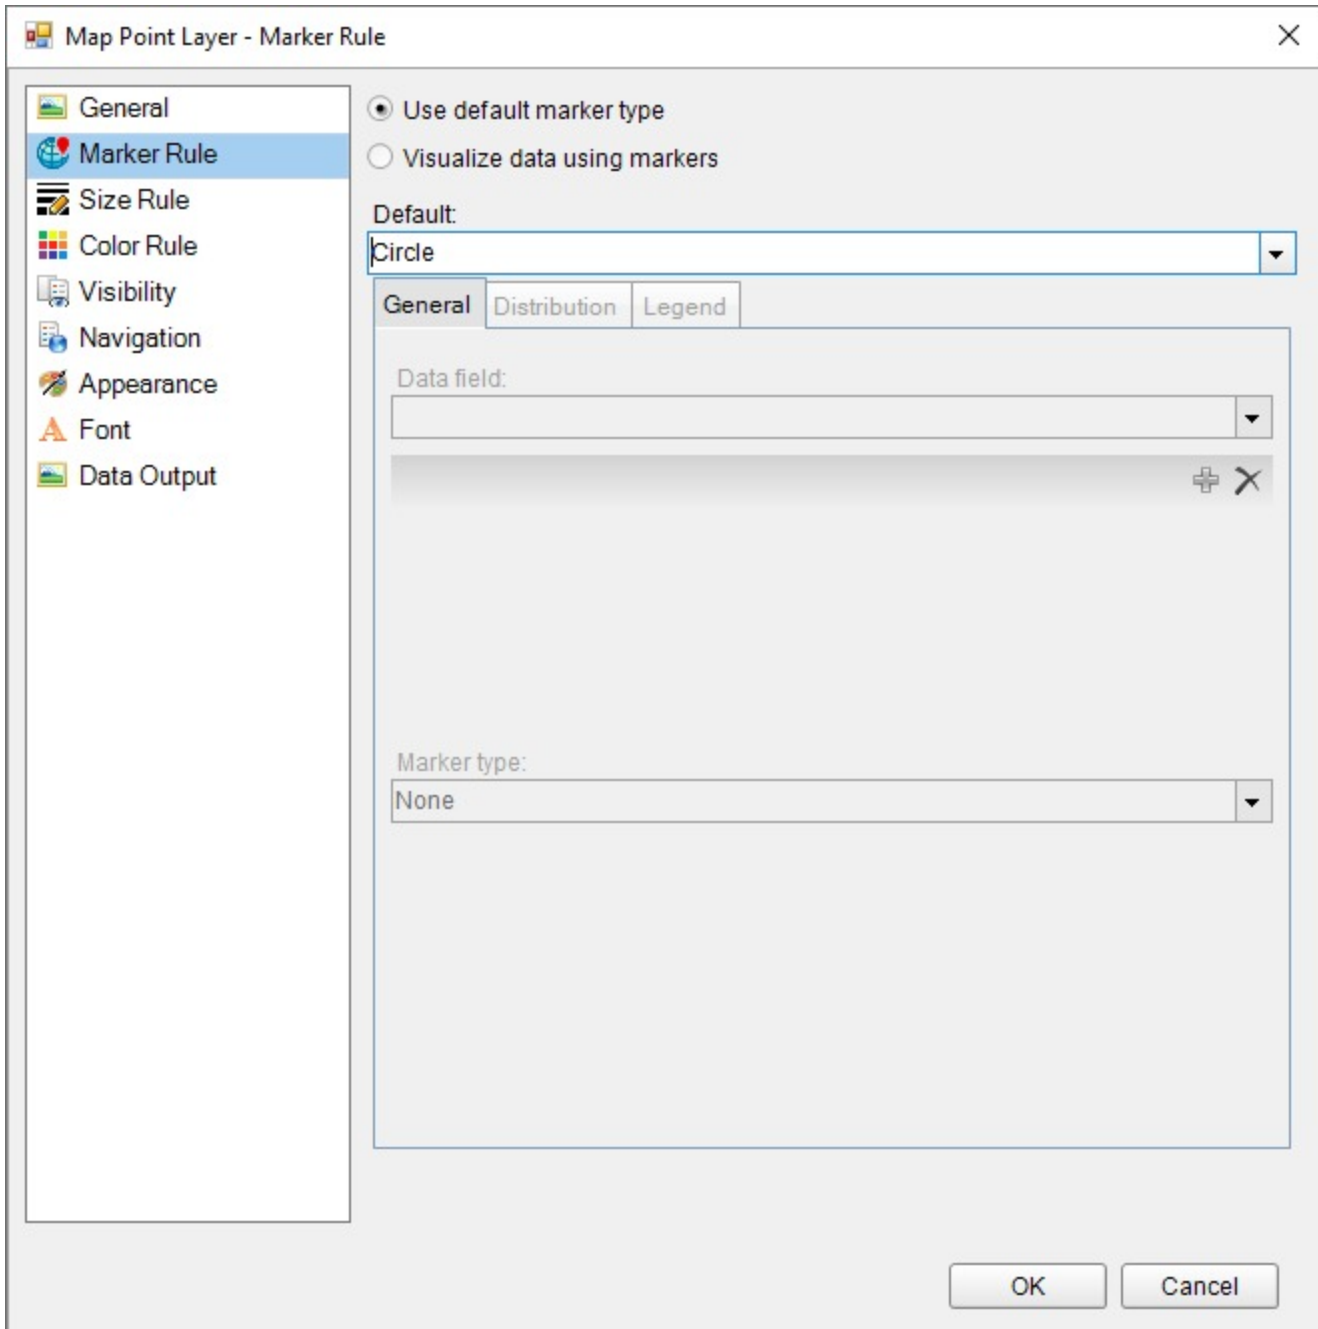 Map Point Layer - Marker Rule
General
Marker Rule
Size Rule
Color Rule
Visibility
Navigation
Appearance
Font
Data Output
Use default marker type
Visualize data using markers
Default:
Circle
General Distribution Legend
Data field:
Marker type:
None
OK Cancel